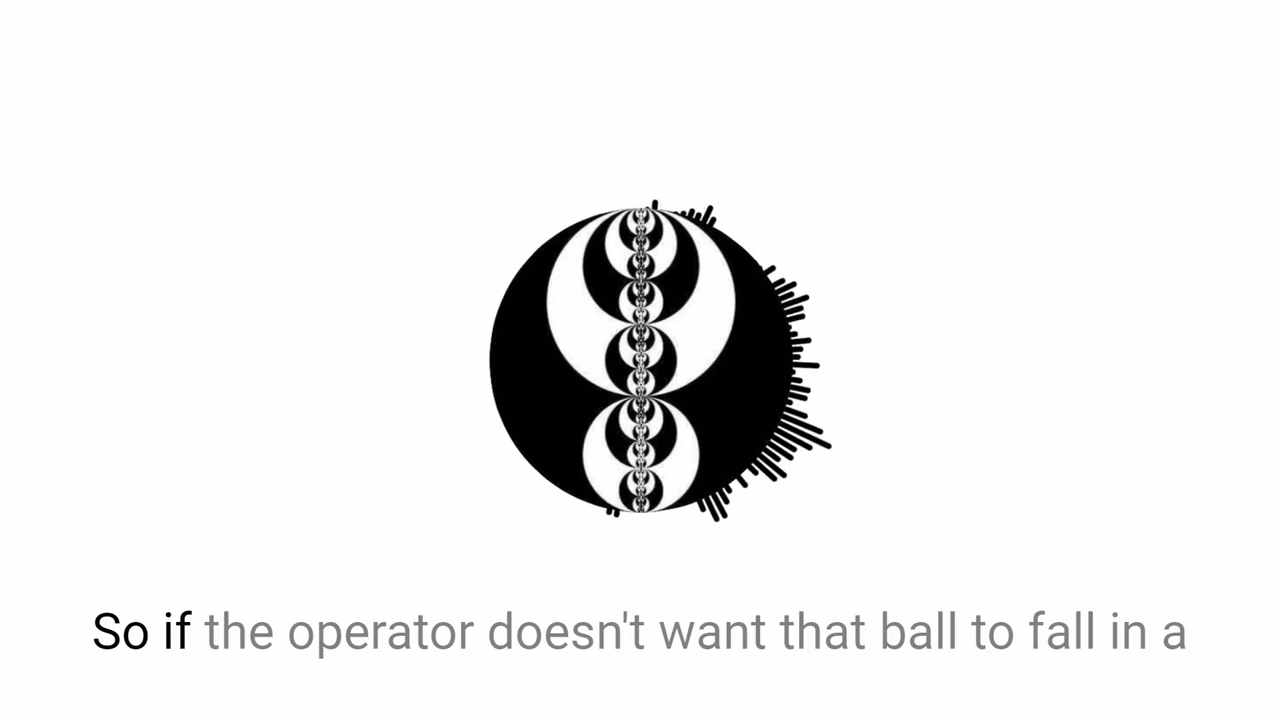 So if the operator doesn't want that ball to fall in a